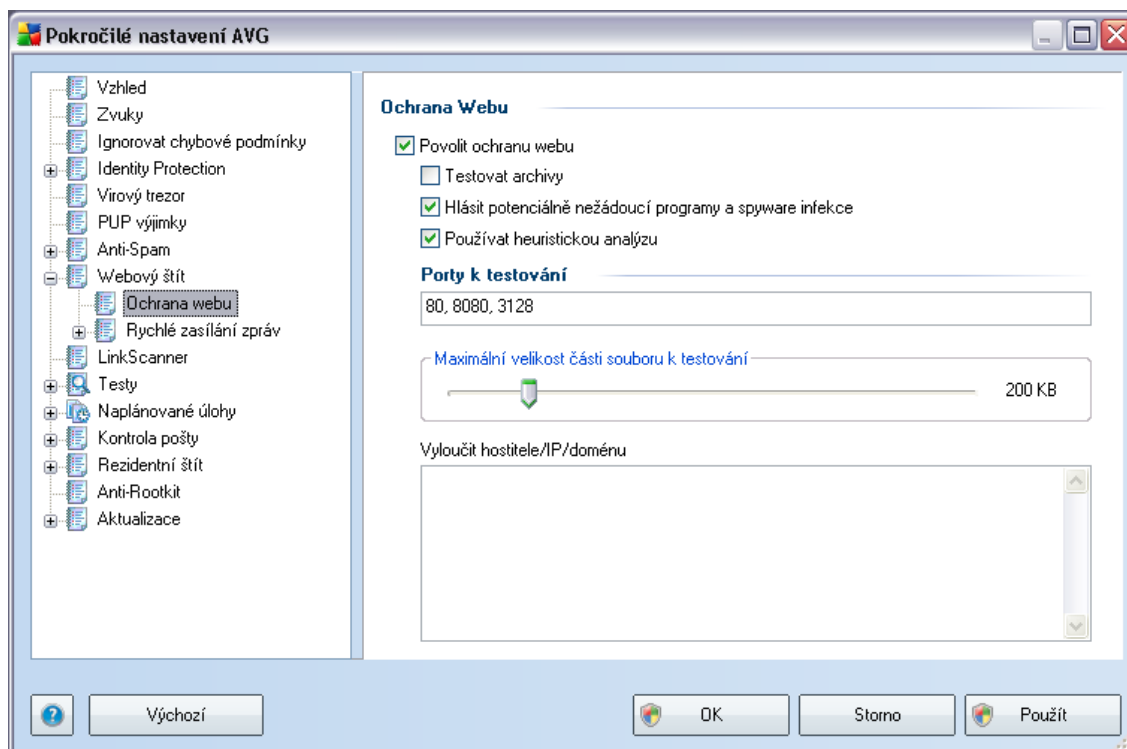 Pokročilé nastavení AVG
Vzhled
Zvuky
Ignorovat chybové podmínky
Identity Protection
Virový trezor
PUP výjimky
Anti-Spam
Webový štít
Ochrana webu
Rychlé zasílání zpráv
LinkScanner
Testy
Naplánované úlohy
Kontrola pošty
Rezidentní štít
Anti-Rootkit
Aktualizace
Ochrana Webu
Povolit ochranu webu
Testovat archivy
Hlásit potenciálně nežádoucí programy a spyware infekce
Používat heuristickou analýzu
Porty k testování
80, 8080, 3128
Maximální velikost části souboru k testování
200 KB
Vyloučit hostitele/IP/doménu
Výchozí
OK
Storno
Použít